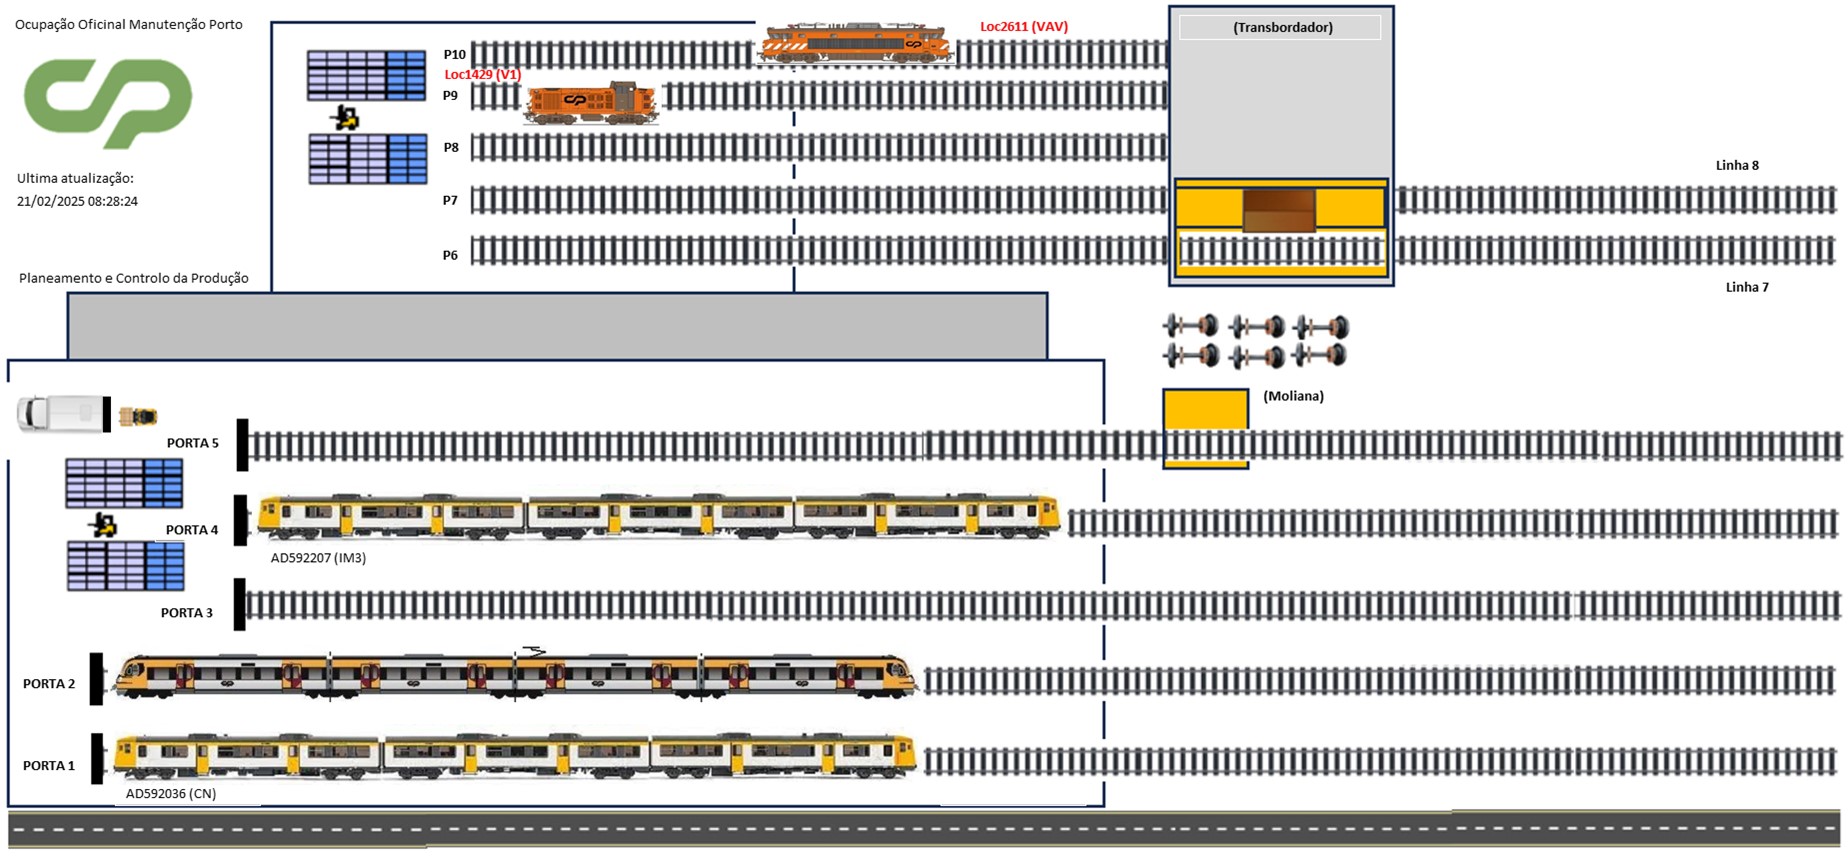 Ocupação Oficinal Manutenção Porto
CP
Ultima atualização:
21/02/2025 08:28:24
Planeamento e Controlo da Produção
Loc2611 (VAV)
(Transbordador)
P10
Loc1429 (V1)
P9
P8
P7
P6
Linha 8
Linha 7
(Moliana)
PORTA 5
PORTA 4
AD592207 (IM3)
PORTA 3
PORTA 2
PORTA 1
AD592036 (CN)